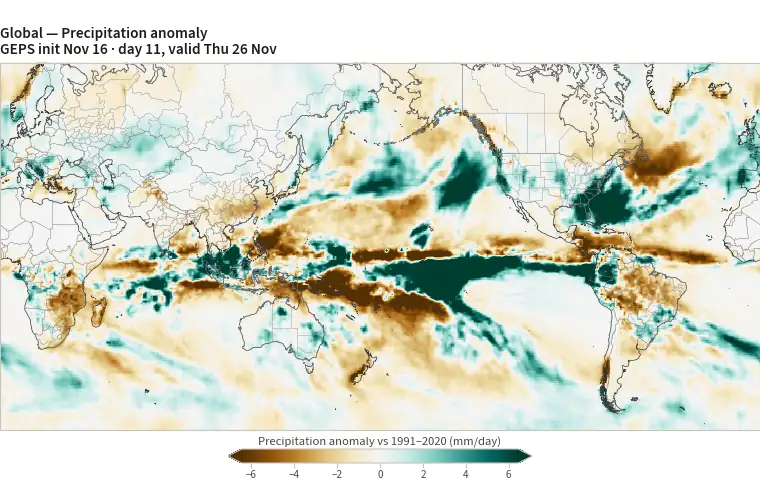 Global — Precipitation anomaly
GEPS init Nov 16 · day 11, valid Thu 26 Nov
Precipitation anomaly vs 1991–2020 (mm/day)
−6 −4 −2 0 2 4 6